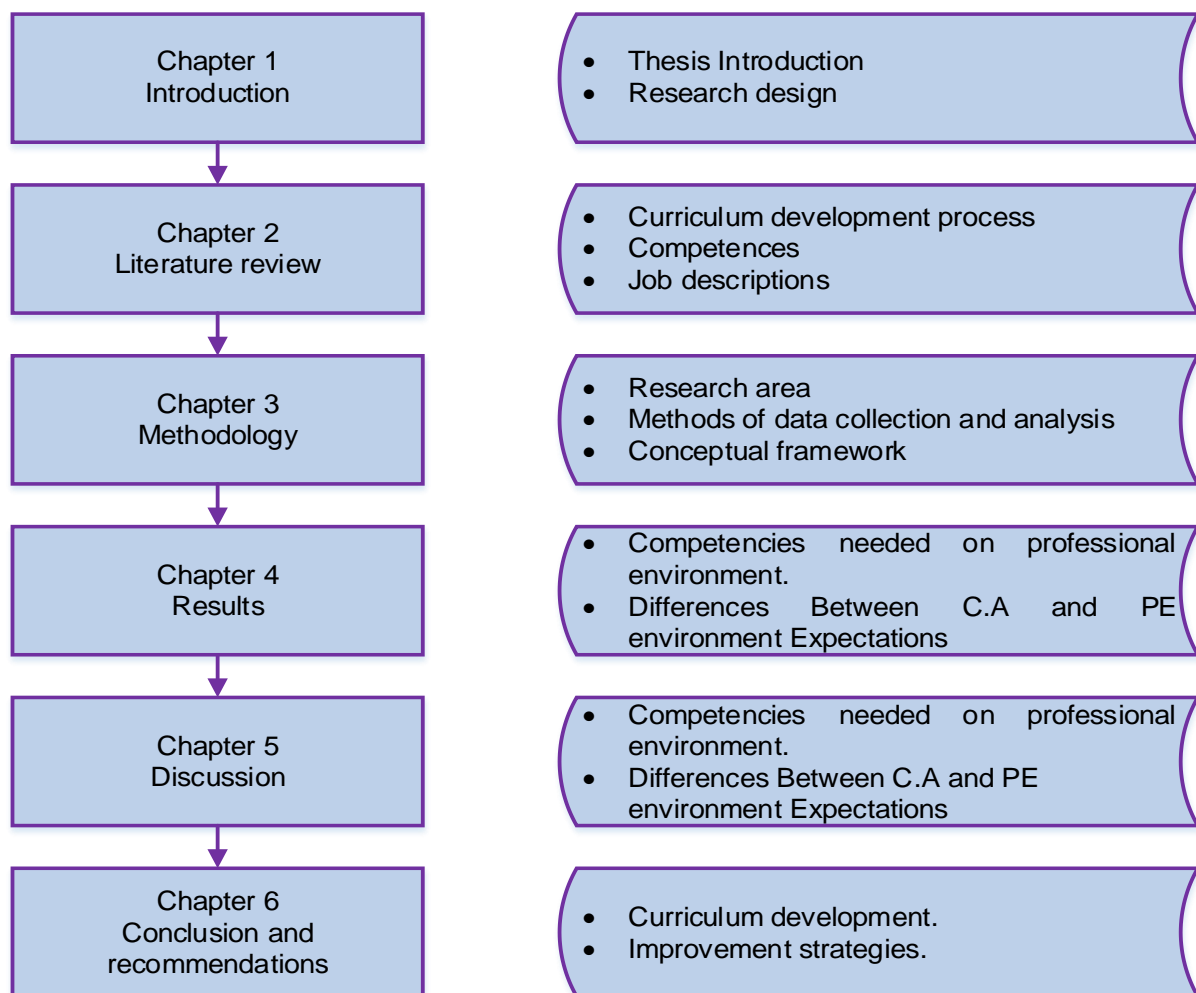 Chapter 1
Introduction
• Thesis Introduction
• Research design
Chapter 2
Literature review
• Curriculum development process
• Competences
• Job descriptions
Chapter 3
Methodology
• Research area
• Methods of data collection and analysis
• Conceptual framework
Chapter 4
Results
• Competencies needed on professional
environment.
• Differences Between C.A and PE
environment Expectations
Chapter 5
Discussion
• Competencies needed on professional
environment.
• Differences Between C.A and PE
environment Expectations
Chapter 6
Conclusion and
recommendations
• Curriculum development.
• Improvement strategies.